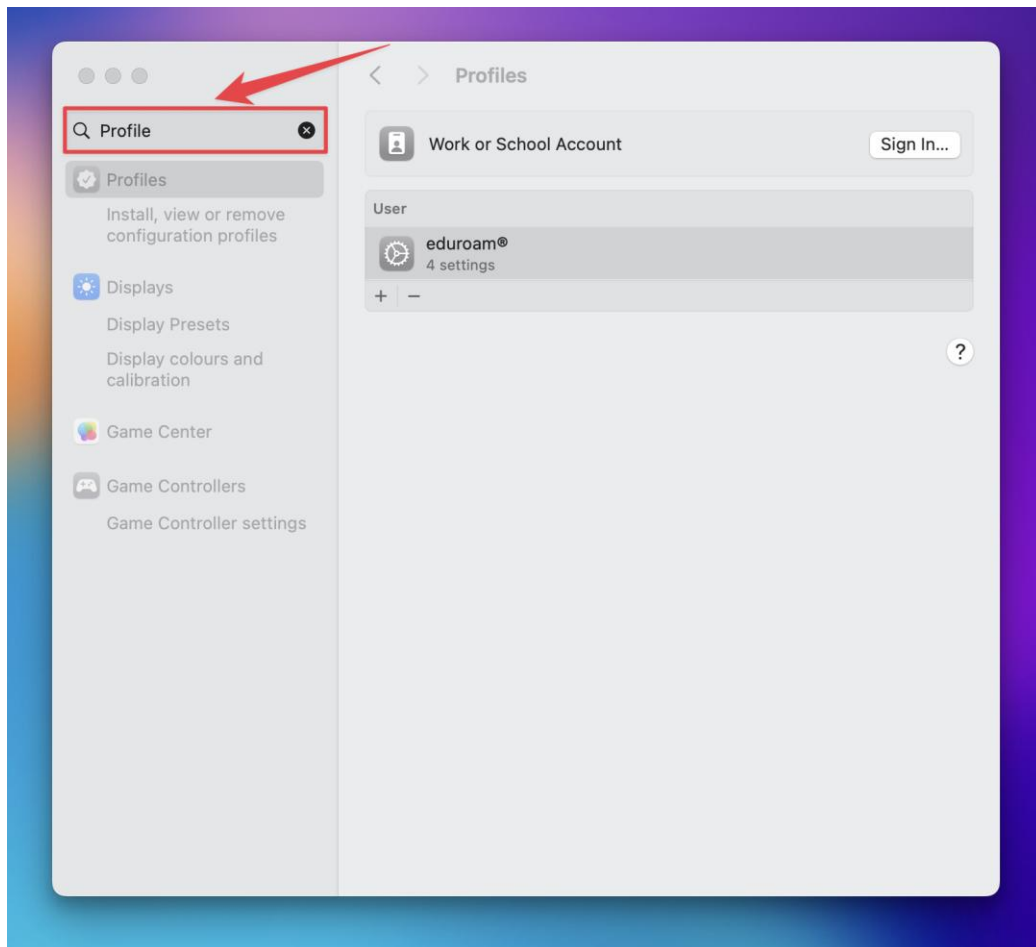 Profile
Profiles
Install, view or remove
configuration profiles
Displays
Display Presets
Display colours and
calibration
Game Center
Game Controllers
Game Controller settings
Profiles
Work or School Account
Sign In...
User
eduroam®
4 settings
+ −
?